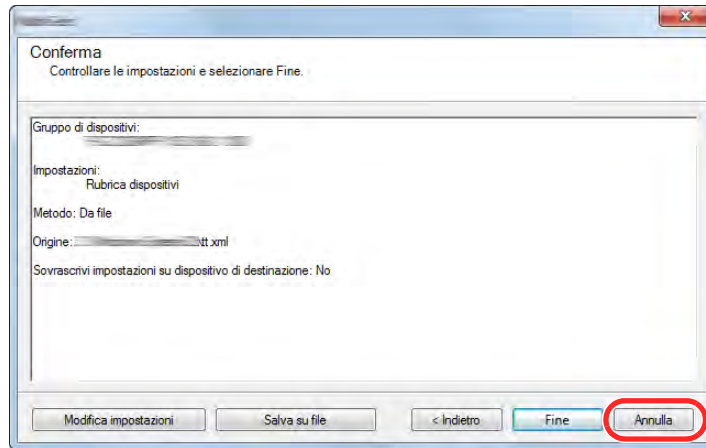 Conferma
Controllare le impostazioni e selezionare Fine.
Gruppo di dispositivi:
Impostazioni:
Rubrica dispositivi
Metodo: Da file
Origine: \tt.xml
Sovrascrivi impostazioni su dispositivo di destinazione: No
Modifica impostazioni Salva su file < Indietro Fine Annulla